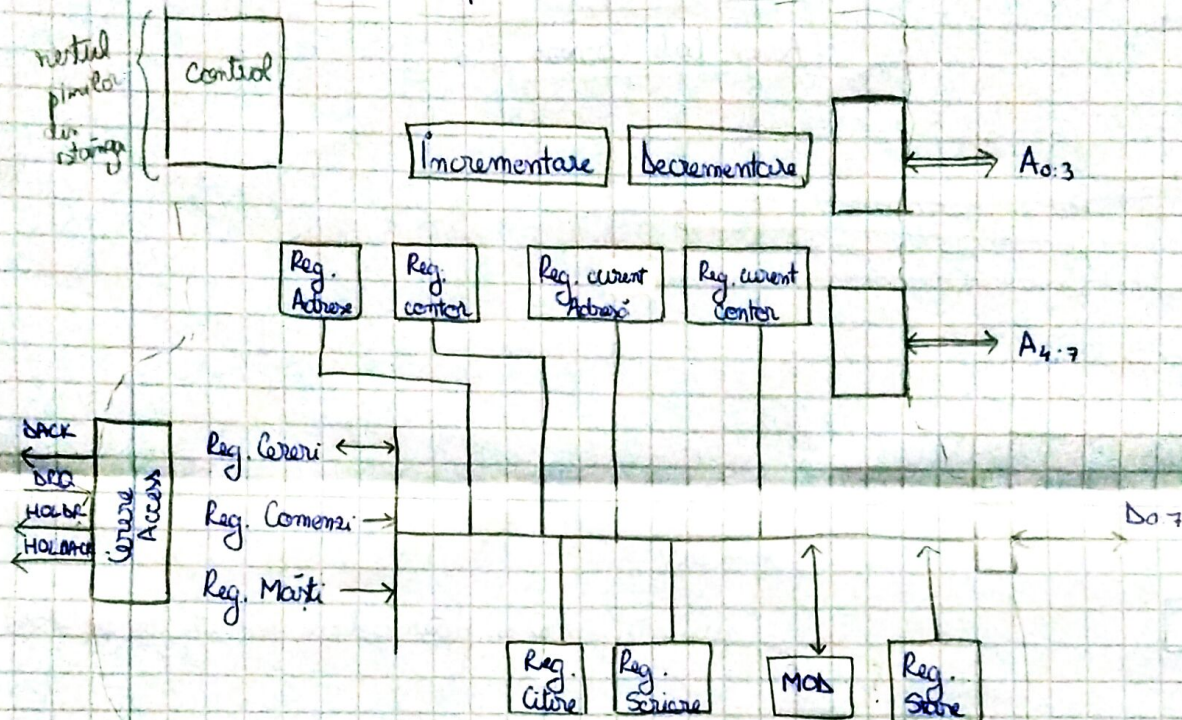 restul
pinilor
din
stânga
Control
Incrementare
Decrementare
A0:3
Reg.
Adrese
Reg.
contor
Reg. curent
Adresă
Reg. curent
contor
A4:7
DACK
DRQ
HOLDR
HOLDACK
Cerere
Access
Reg. Cereri
Reg. Comenzi
Reg. Măști
D0:7
Reg.
Citire
Reg.
Scriere
MOD
Reg.
Stare